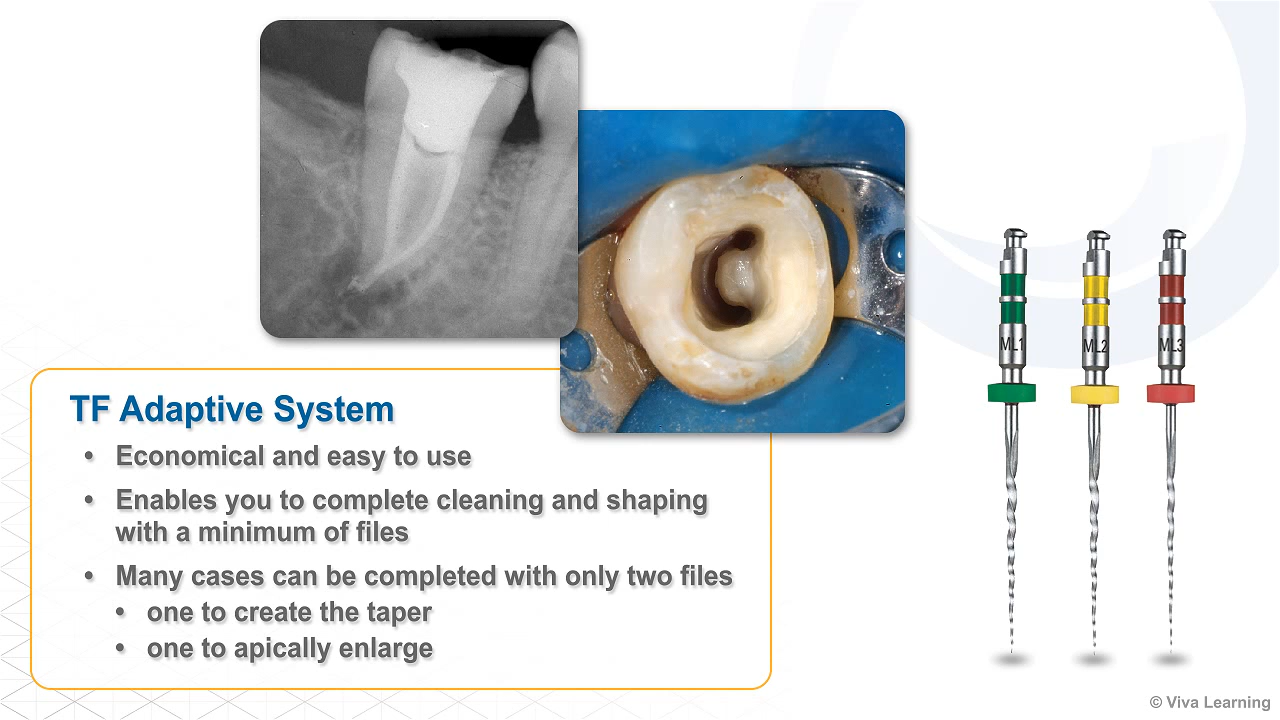 ML1
ML2
ML3
TF Adaptive System
• Economical and easy to use
• Enables you to complete cleaning and shaping
with a minimum of files
• Many cases can be completed with only two files
• one to create the taper
• one to apically enlarge
© Viva Learning